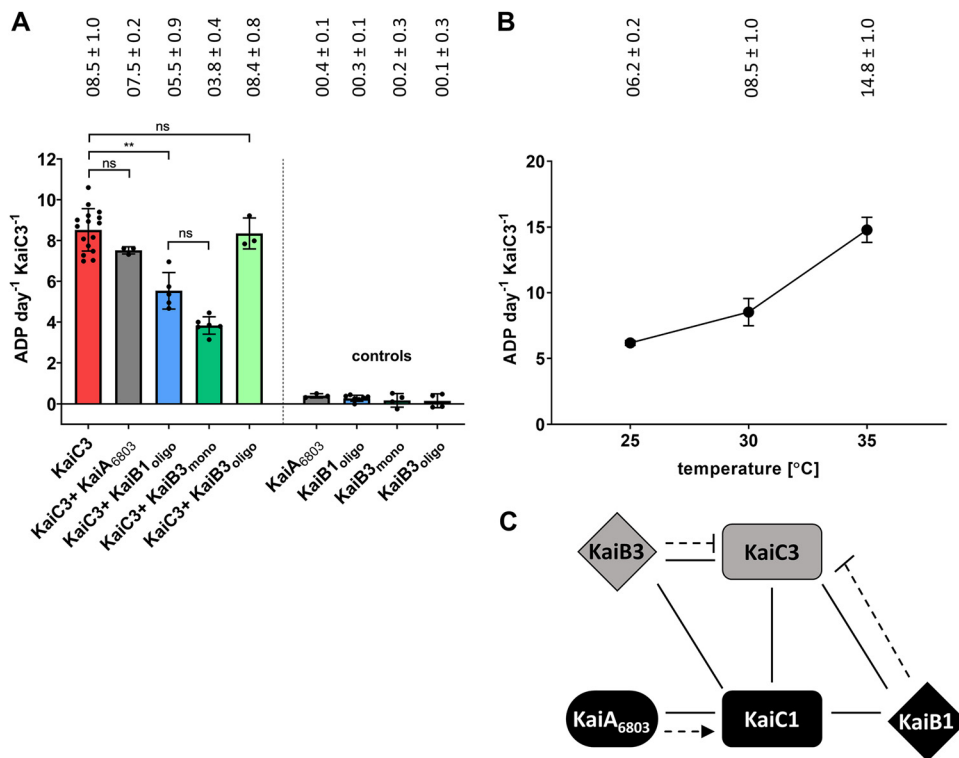 A
08.5 ± 1.0
07.5 ± 0.2
05.5 ± 0.9
03.8 ± 0.4
08.4 ± 0.8
00.4 ± 0.1
00.3 ± 0.1
00.2 ± 0.3
00.1 ± 0.3
ns
**
ns
ns
ADP day-1 KaiC3-1
12
10
8
6
4
2
0
controls
KaiC3
KaiC3+ KaiA6803
KaiC3+ KaiB1oligo
KaiC3+ KaiB3mono
KaiC3+ KaiB3oligo
KaiA6803
KaiB1oligo
KaiB3mono
KaiB3oligo
B
06.2 ± 0.2
08.5 ± 1.0
14.8 ± 1.0
ADP day-1 KaiC3-1
20
15
10
5
0
25
30
35
temperature [°C]
C
KaiB3
KaiC3
KaiA6803
KaiC1
KaiB1